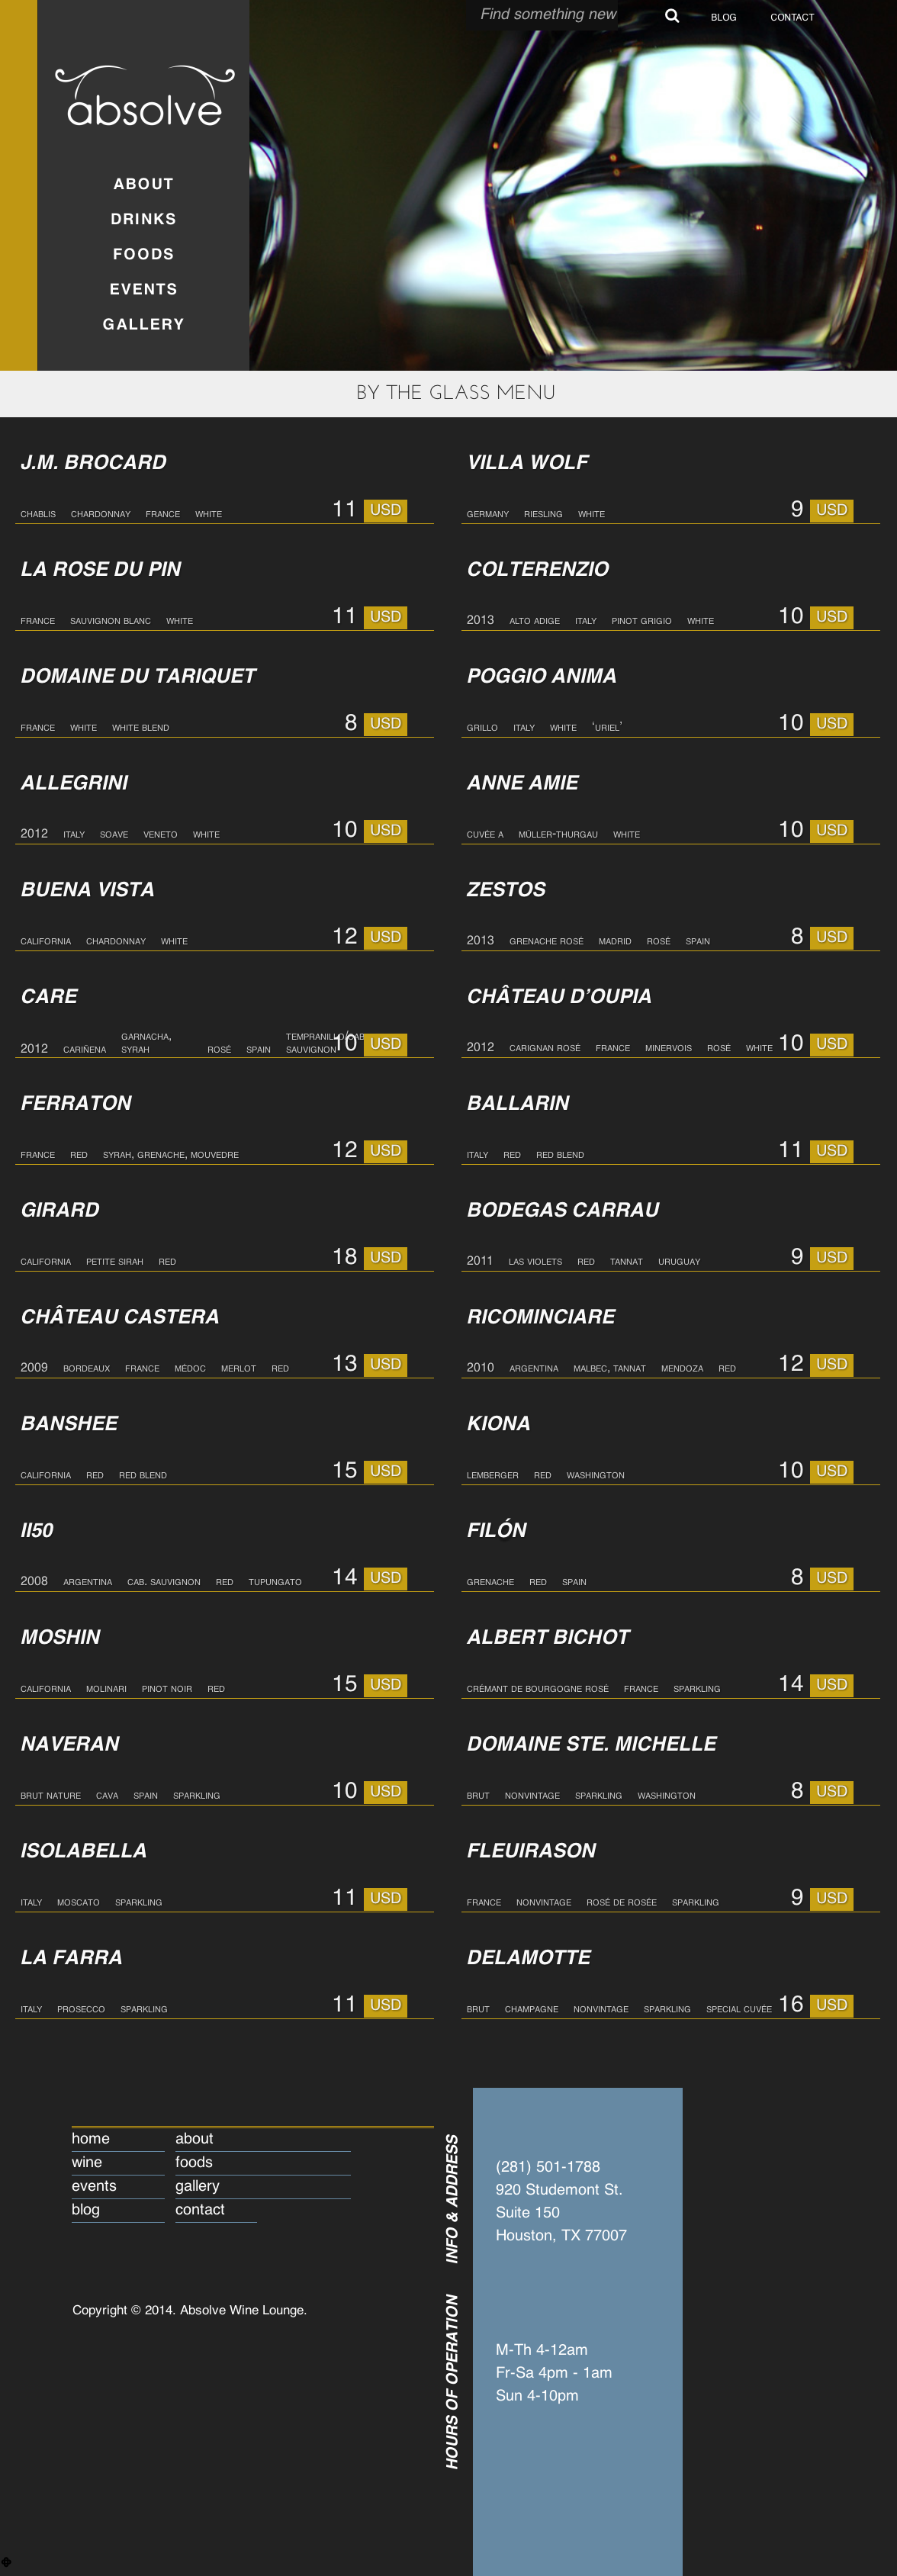 Find something new
BLOG
CONTACT
absolve
ABOUT
DRINKS
FOODS
EVENTS
GALLERY
BY THE GLASS MENU
J.M. BROCARD
CHABLIS CHARDONNAY FRANCE WHITE 11 USD
VILLA WOLF
GERMANY RIESLING WHITE 9 USD
LA ROSE DU PIN
FRANCE SAUVIGNON BLANC WHITE 11 USD
COLTERENZIO
2013 ALTO ADIGE ITALY PINOT GRIGIO WHITE 10 USD
DOMAINE DU TARIQUET
FRANCE WHITE WHITE BLEND 8 USD
POGGIO ANIMA
GRILLO ITALY WHITE ‘URIEL’ 10 USD
ALLEGRINI
2012 ITALY SOAVE VENETO WHITE 10 USD
ANNE AMIE
CUVÉE A MÜLLER-THURGAU WHITE 10 USD
BUENA VISTA
CALIFORNIA CHARDONNAY WHITE 12 USD
ZESTOS
2013 GRENACHE ROSÉ MADRID ROSÉ SPAIN 8 USD
CARE
GARNACHA, TEMPRANILLO/
2012 CARIÑENA SYRAH ROSÉ SPAIN SAUVIGNON 10 USD
CHÂTEAU D’OUPIA
2012 CARIGNAN ROSÉ FRANCE MINERVOIS ROSÉ WHITE 10 USD
FERRATON
FRANCE RED SYRAH, GRENACHE, MOUVEDRE 12 USD
BALLARIN
ITALY RED RED BLEND 11 USD
GIRARD
CALIFORNIA PETITE SIRAH RED 18 USD
BODEGAS CARRAU
2011 LAS VIOLETS RED TANNAT URUGUAY 9 USD
CHÂTEAU CASTERA
2009 BORDEAUX FRANCE MÉDOC MERLOT RED 13 USD
RICOMINCIARE
2010 ARGENTINA MALBEC, TANNAT MENDOZA RED 12 USD
BANSHEE
CALIFORNIA RED RED BLEND 15 USD
KIONA
LEMBERGER RED WASHINGTON 10 USD
II50
2008 ARGENTINA CAB. SAUVIGNON RED TUPUNGATO 14 USD
FILÓN
GRENACHE RED SPAIN 8 USD
MOSHIN
CALIFORNIA MOLINARI PINOT NOIR RED 15 USD
ALBERT BICHOT
CRÉMANT DE BOURGOGNE ROSÉ FRANCE SPARKLING 14 USD
NAVERAN
BRUT NATURE CAVA SPAIN SPARKLING 10 USD
DOMAINE STE. MICHELLE
BRUT NONVINTAGE SPARKLING WASHINGTON 8 USD
ISOLABELLA
ITALY MOSCATO SPARKLING 11 USD
FLEUIRASON
FRANCE NONVINTAGE ROSÉ DE ROSÉE SPARKLING 9 USD
LA FARRA
ITALY PROSECCO SPARKLING 11 USD
DELAMOTTE
BRUT CHAMPAGNE NONVINTAGE SPARKLING SPECIAL CUVÉE 16 USD
home about
wine foods
events gallery
blog contact
Copyright © 2014. Absolve Wine Lounge.
INFO & ADDRESS
(281) 501-1788
920 Studemont St.
Suite 150
Houston, TX 77007
HOURS OF OPERATION
M-Th 4-12am
Fr-Sa 4pm - 1am
Sun 4-10pm